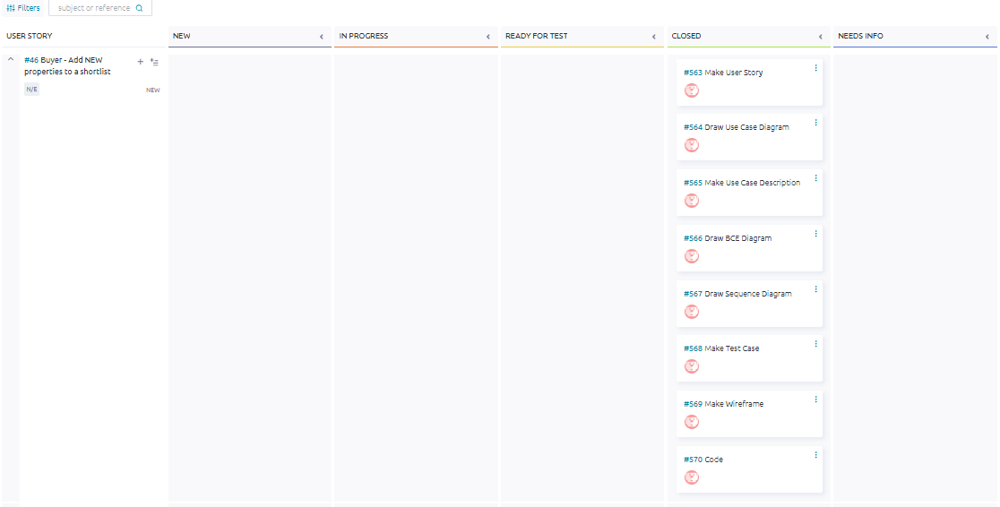 Filters
subject or reference
USER STORY
NEW
IN PROGRESS
READY FOR TEST
CLOSED
NEEDS INFO
#46 Buyer - Add NEW
properties to a shortlist
N/E
NEW
#563 Make User Story
#564 Draw Use Case Diagram
#565 Make Use Case Description
#566 Draw BCE Diagram
#567 Draw Sequence Diagram
#568 Make Test Case
#569 Make Wireframe
#570 Code